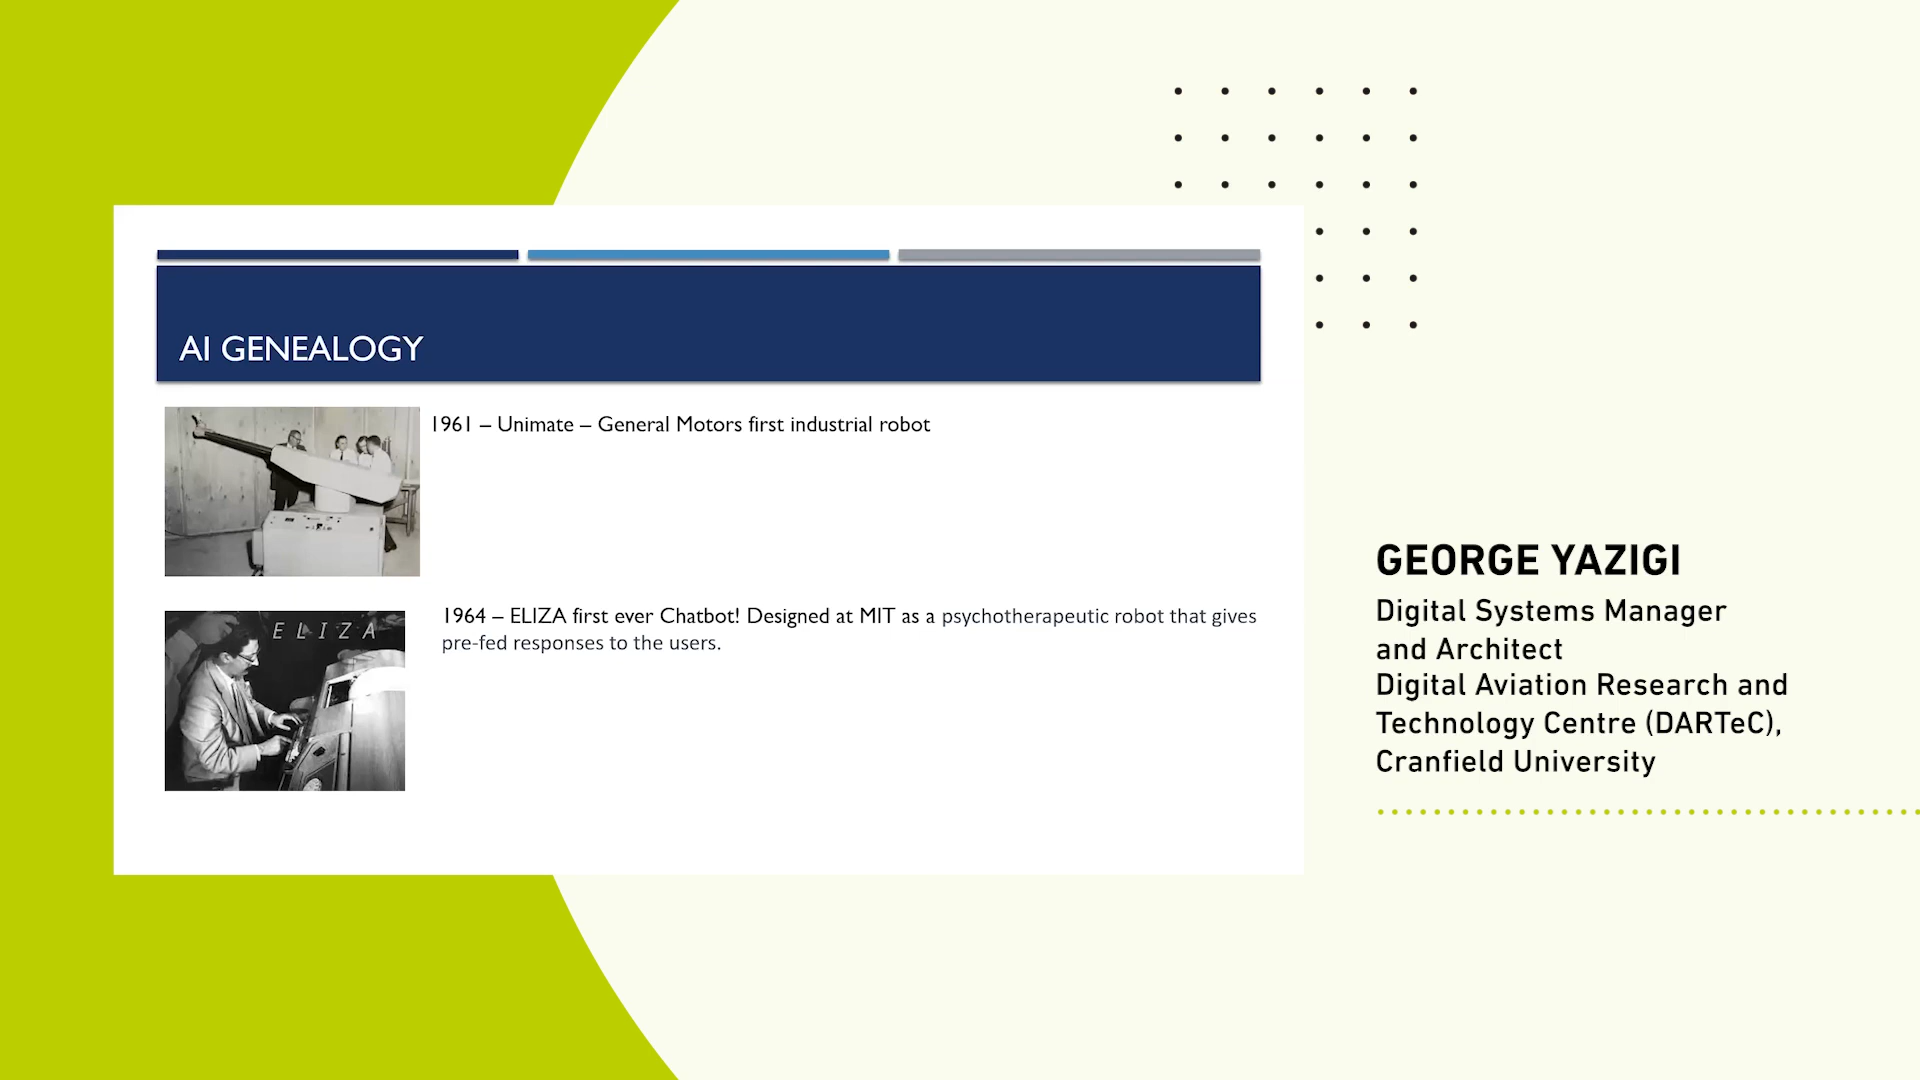 AI GENEALOGY
1961 – Unimate – General Motors first industrial robot
ELIZA
1964 – ELIZA first ever Chatbot! Designed at MIT as a psychotherapeutic robot that gives
pre-fed responses to the users.
GEORGE YAZIGI
Digital Systems Manager
and Architect
Digital Aviation Research and
Technology Centre (DARTeC),
Cranfield University